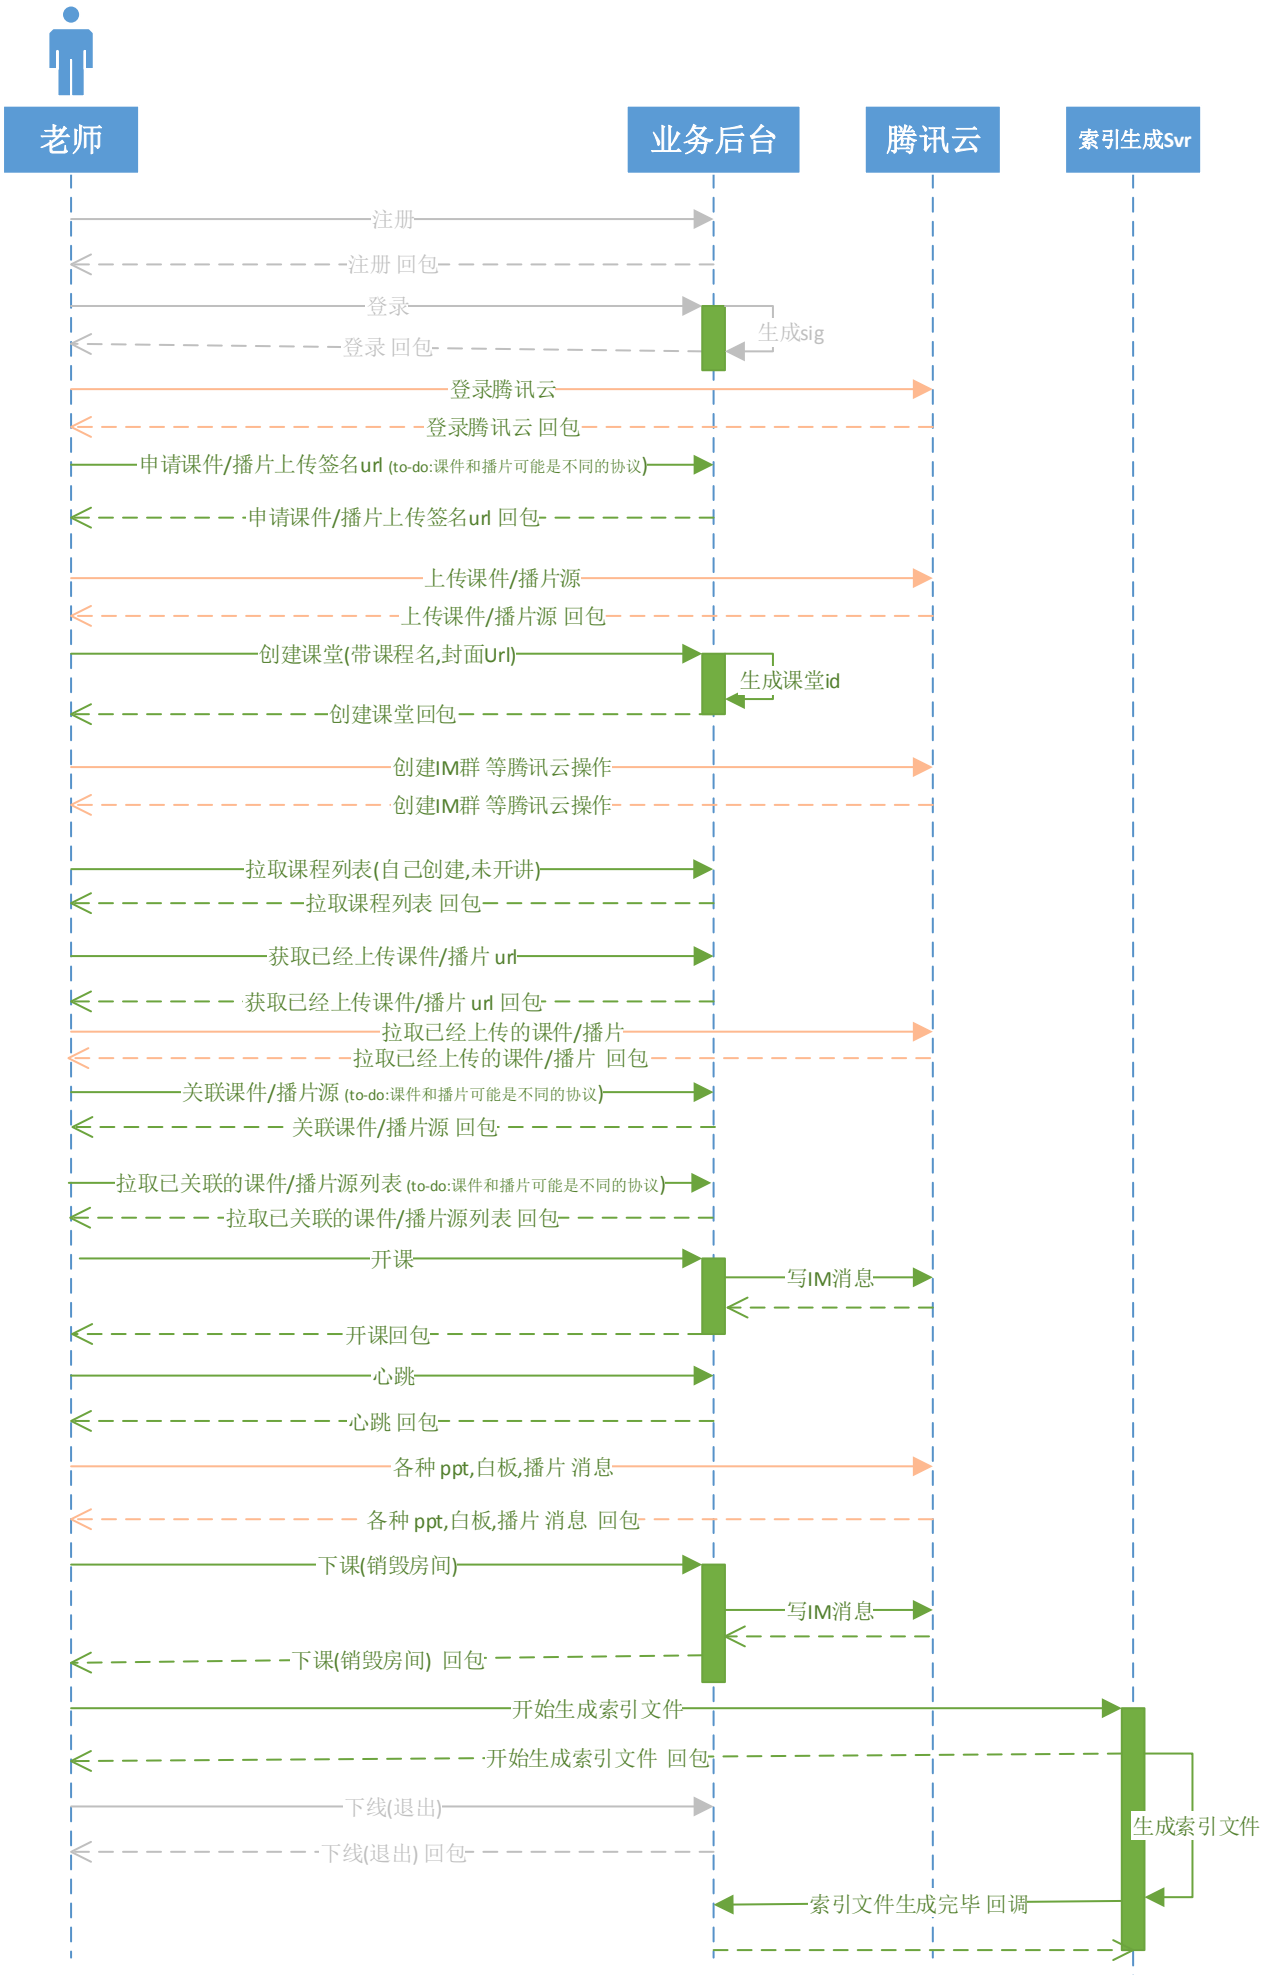 老师
业务后台
腾讯云
索引生成Svr
注册
注册 回包
登录
生成sig
登录 回包
登录腾讯云
登录腾讯云 回包
申请课件/播片上传签名url (to-do:课件和播片可能是不同的协议)
申请课件/播片上传签名url 回包
上传课件/播片源
上传课件/播片源 回包
创建课堂(带课程名,封面Url)
生成课堂id
创建课堂回包
创建IM群 等腾讯云操作
创建IM群 等腾讯云操作
拉取课程列表(自己创建,未开讲)
拉取课程列表 回包
获取已经上传课件/播片 url
获取已经上传课件/播片 url 回包
拉取已经上传的课件/播片
拉取已经上传的课件/播片 回包
关联课件/播片源 (to-do:课件和播片可能是不同的协议)
关联课件/播片源 回包
拉取已关联的课件/播片源列表 (to-do:课件和播片可能是不同的协议)
拉取已关联的课件/播片源列表 回包
开课
写IM消息
开课回包
心跳
心跳 回包
各种 ppt,白板,播片 消息
各种 ppt,白板,播片 消息 回包
下课(销毁房间)
写IM消息
下课(销毁房间) 回包
开始生成索引文件
开始生成索引文件 回包
下线(退出)
生成索引文件
下线(退出) 回包
索引文件生成完毕 回调